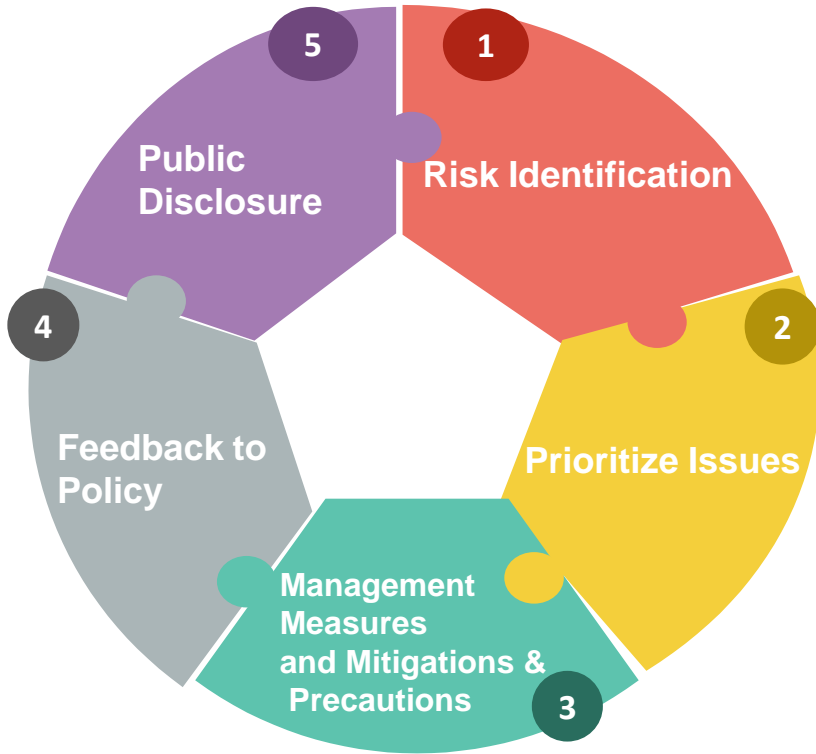 1
Risk Identification
2
Prioritize Issues
3
Management
Measures
and Mitigations &
Precautions
4
Feedback to
Policy
5
Public
Disclosure